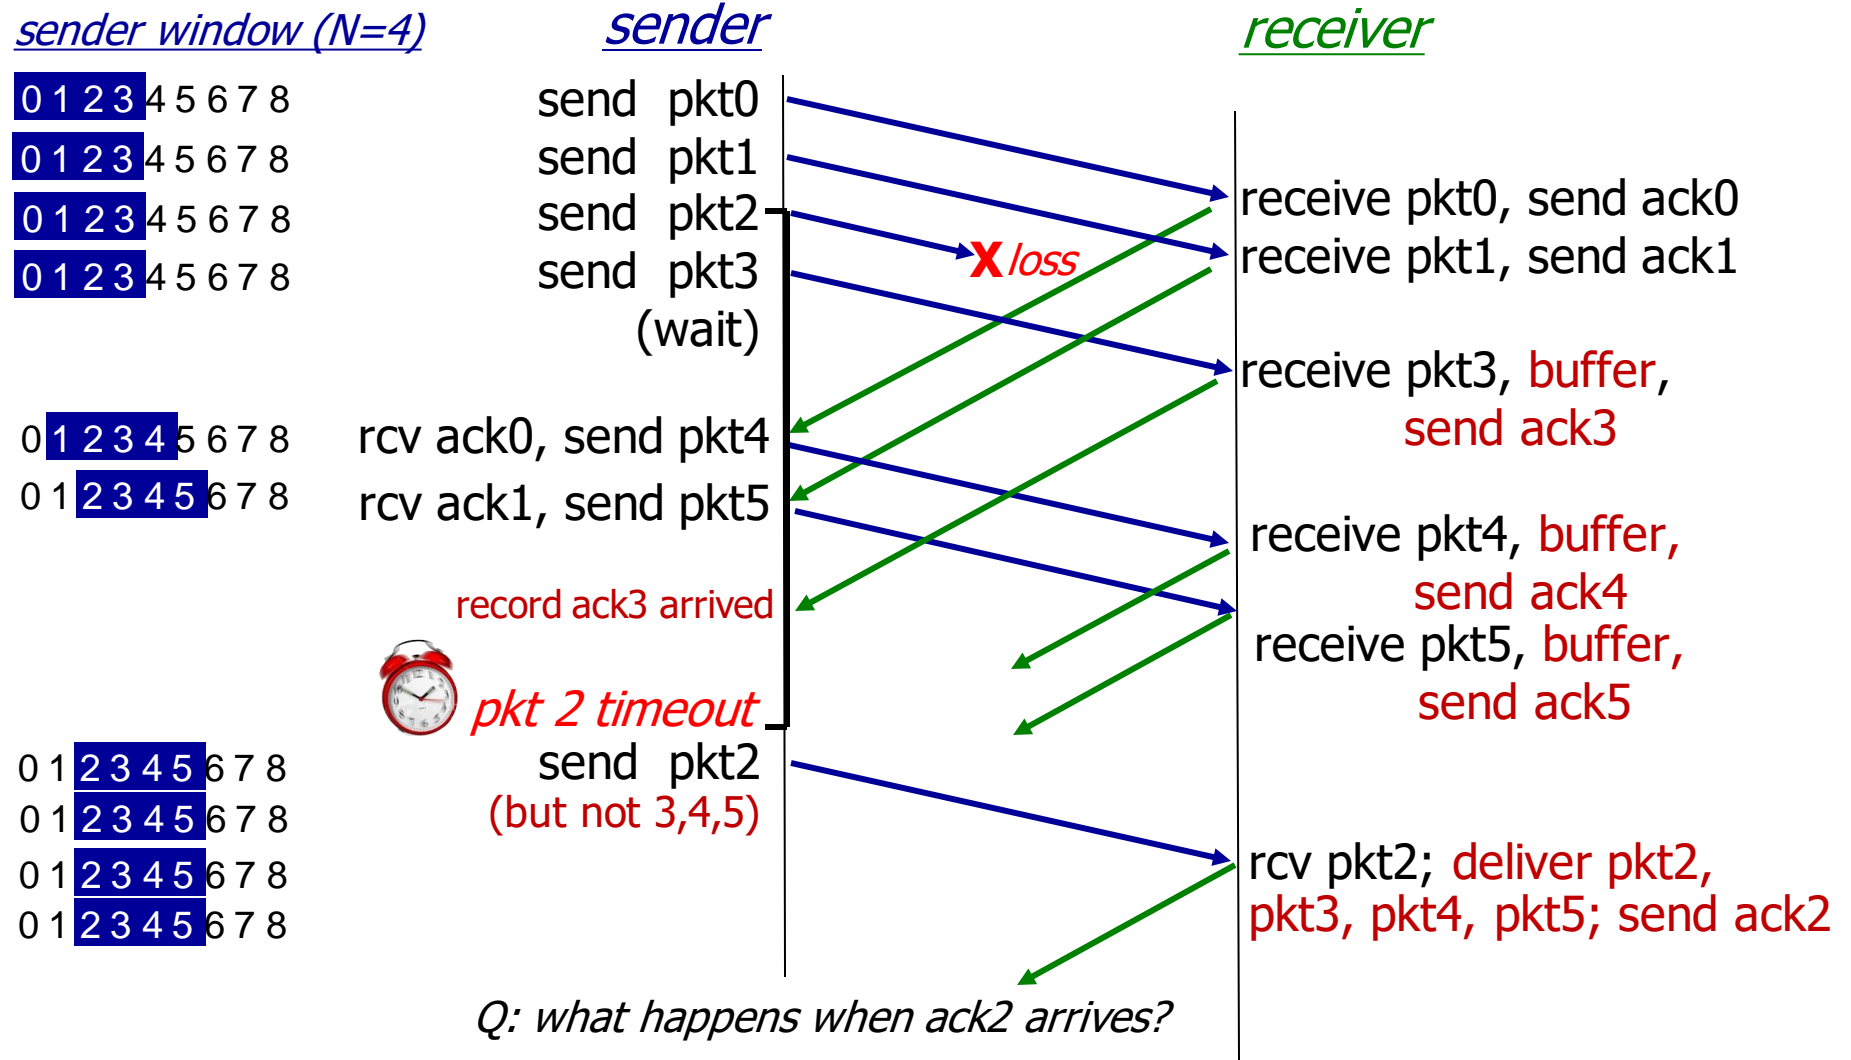 sender window (N=4)
sender
receiver
0 1 2 3 4 5 6 7 8
send pkt0
0 1 2 3 4 5 6 7 8
send pkt1
0 1 2 3 4 5 6 7 8
send pkt2
0 1 2 3 4 5 6 7 8
send pkt3
(wait)
X loss
receive pkt0, send ack0
receive pkt1, send ack1
receive pkt3, buffer,
send ack3
0 1 2 3 4 5 6 7 8
rcv ack0, send pkt4
0 1 2 3 4 5 6 7 8
rcv ack1, send pkt5
receive pkt4, buffer,
send ack4
record ack3 arrived
receive pkt5, buffer,
send ack5
pkt 2 timeout
0 1 2 3 4 5 6 7 8
send pkt2
0 1 2 3 4 5 6 7 8
(but not 3,4,5)
0 1 2 3 4 5 6 7 8
0 1 2 3 4 5 6 7 8
rcv pkt2; deliver pkt2,
pkt3, pkt4, pkt5; send ack2
Q: what happens when ack2 arrives?